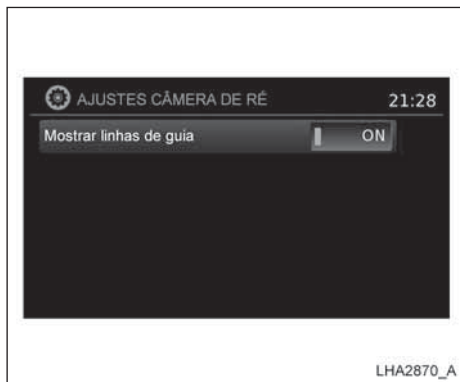 AJUSTES CÂMERA DE RÉ 21:28
Mostrar linhas de guia ON
LHA2870_A